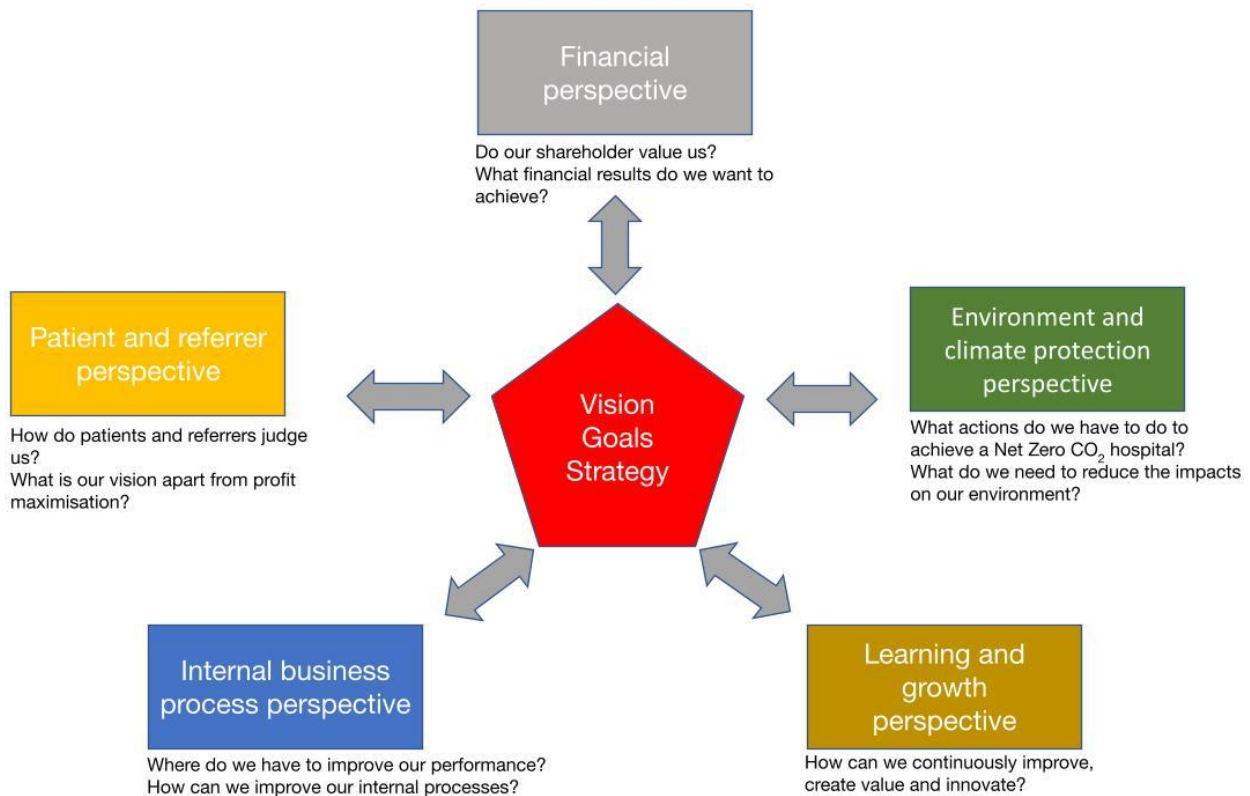 Financial
perspective
Do our shareholder value us?
What financial results do we want to
achieve?
Patient and referrer
perspective
How do patients and referrers judge
us?
What is our vision apart from profit
maximisation?
Vision
Goals
Strategy
Environment and
climate protection
perspective
What actions do we have to do to
achieve a Net Zero CO₂ hospital?
What do we need to reduce the impacts
on our environment?
Internal business
process perspective
Where do we have to improve our performance?
How can we improve our internal processes?
Learning and
growth
perspective
How can we continuously improve,
create value and innovate?